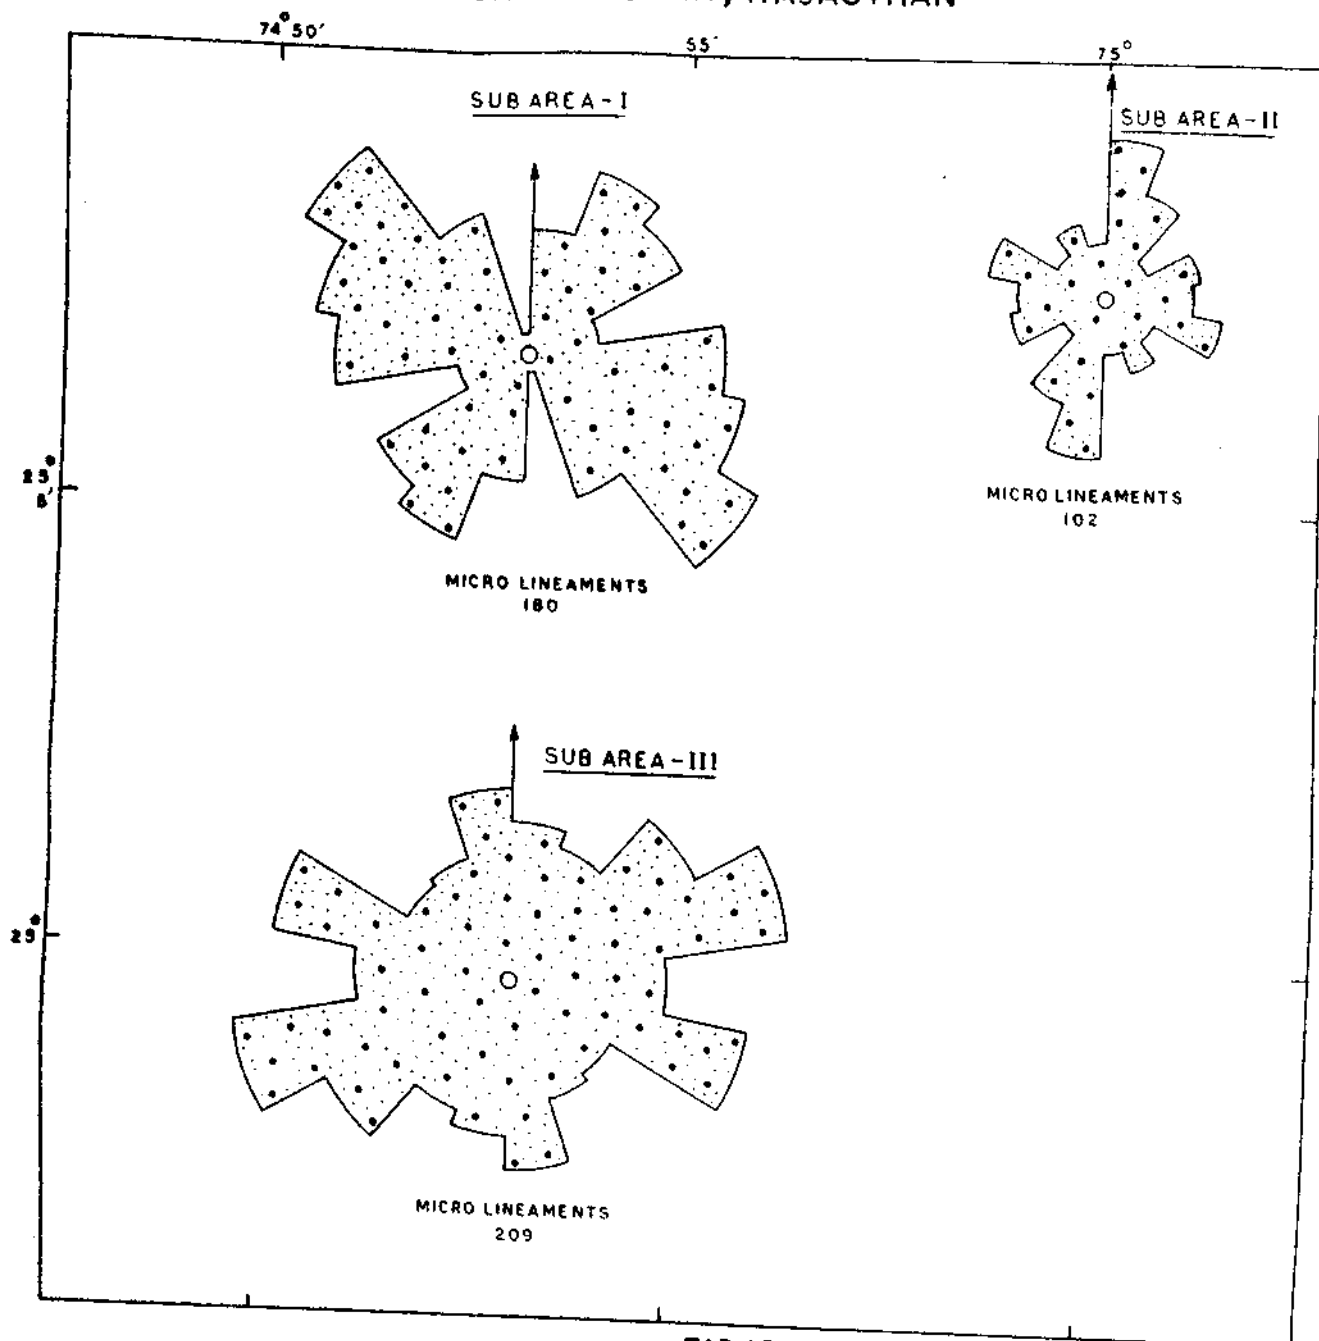 RAJASTHAN
74° 50′
55′
75°
SUB AREA-I
SUB AREA-II
25°
5′
MICRO LINEAMENTS
102
MICRO LINEAMENTS
180
SUB AREA-III
25°
MICRO LINEAMENTS
209